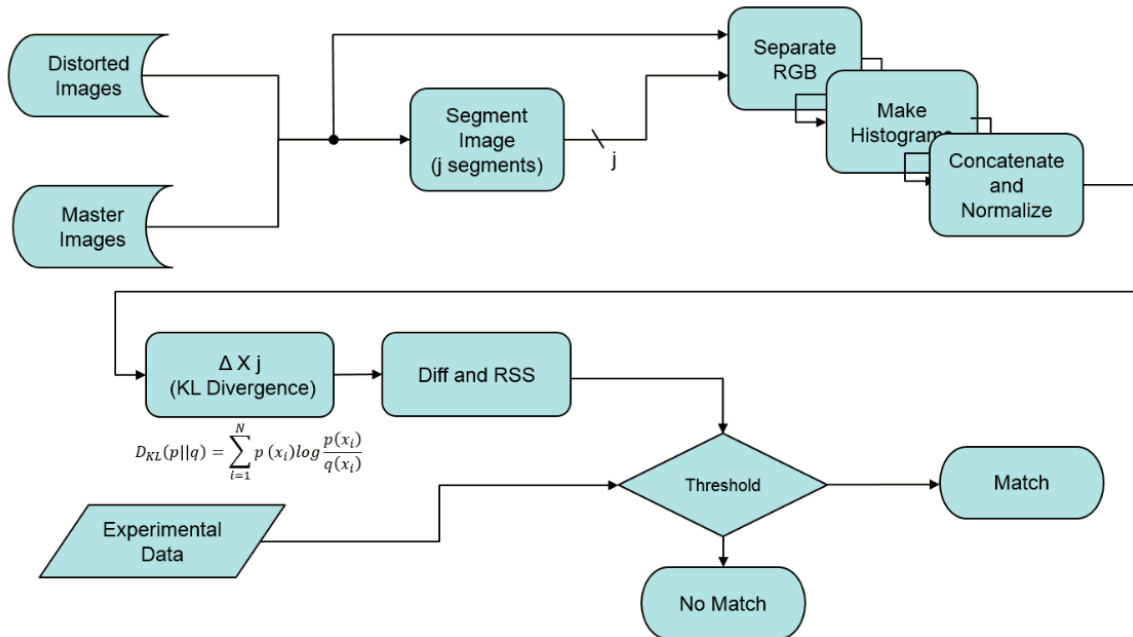 Distorted
Images
Master
Images
Segment
Image
(j segments)
j
Separate
RGB
Make
Histograms
Concatenate
and
Normalize
Δ X j
(KL Divergence)
D_{KL}(p||q) = \sum_{i=1}^{N} p (x_i) log \frac{p(x_i)}{q(x_i)}
Diff and RSS
Threshold
Match
Experimental
Data
No Match